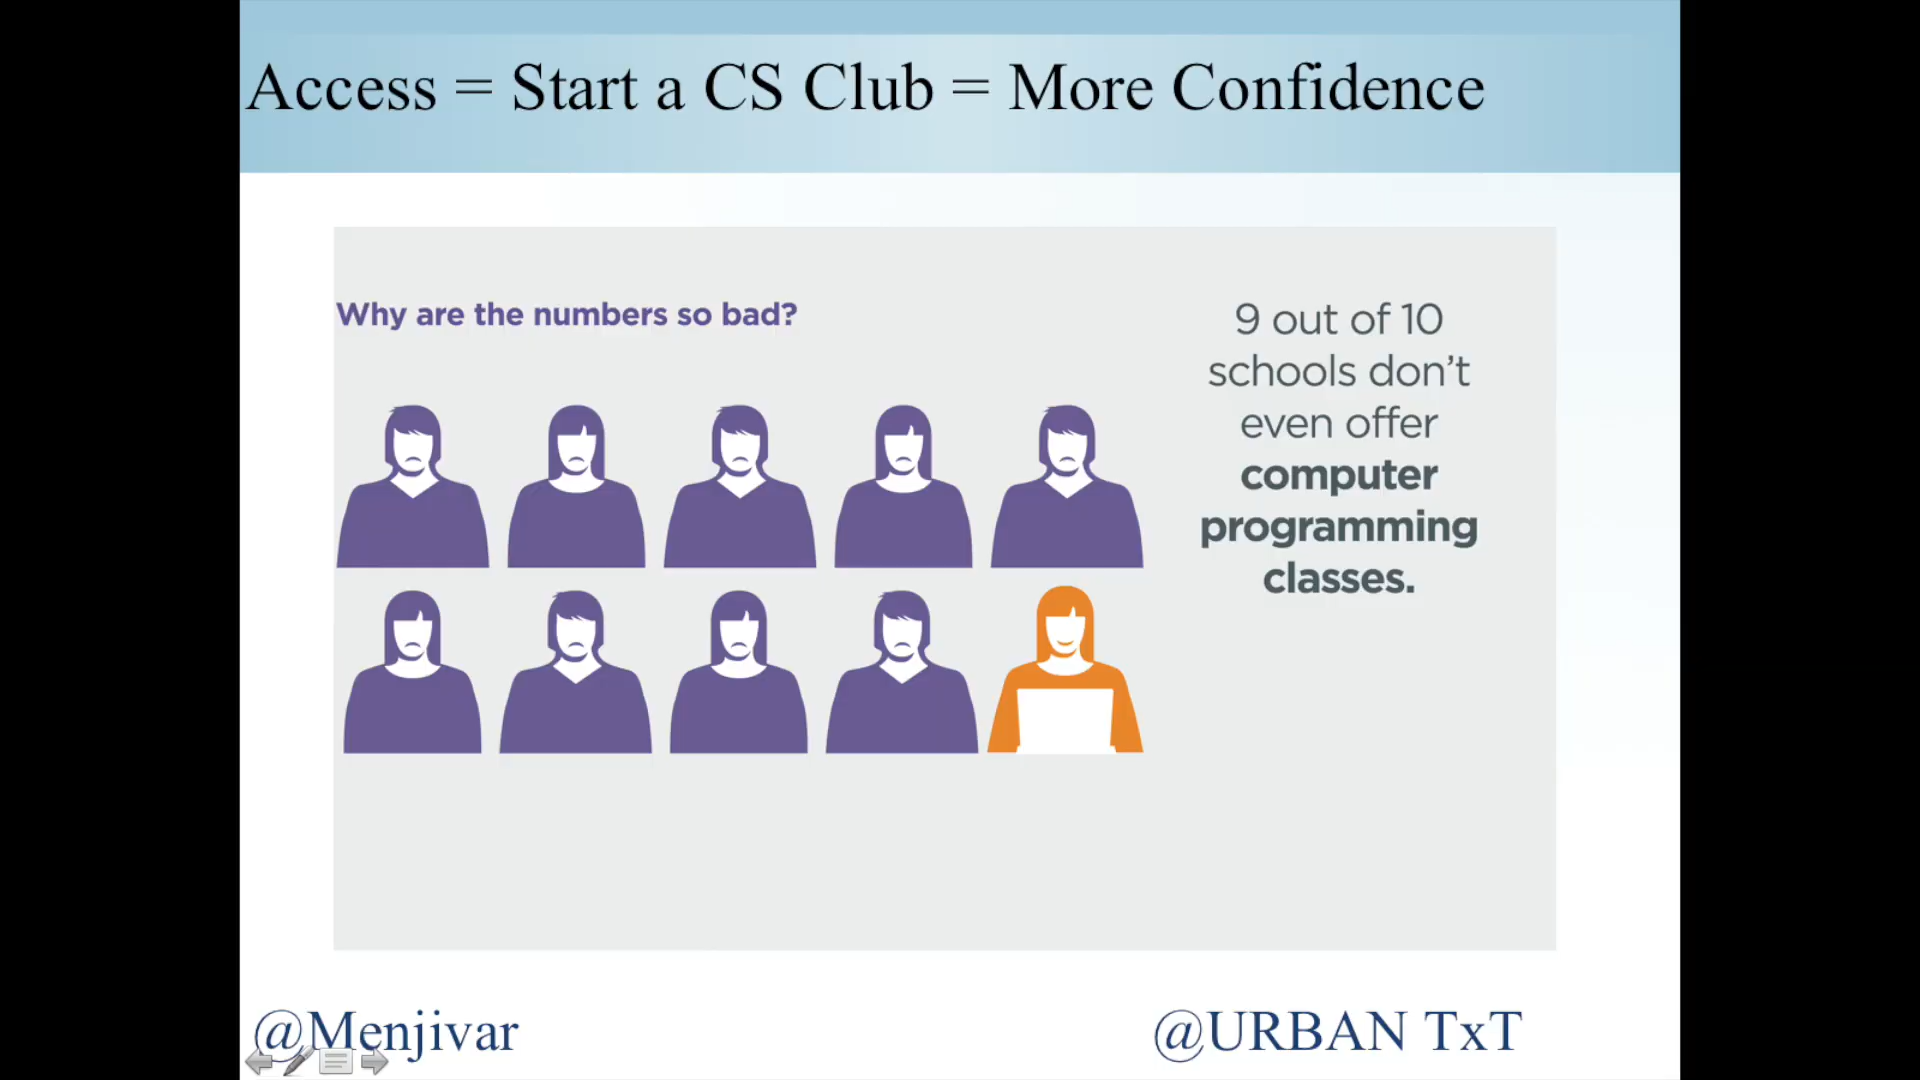 Access = Start a CS Club = More Confidence
Why are the numbers so bad?
9 out of 10
schools don’t
even offer
computer
programming
classes.
@Menjivar
@URBAN TxT